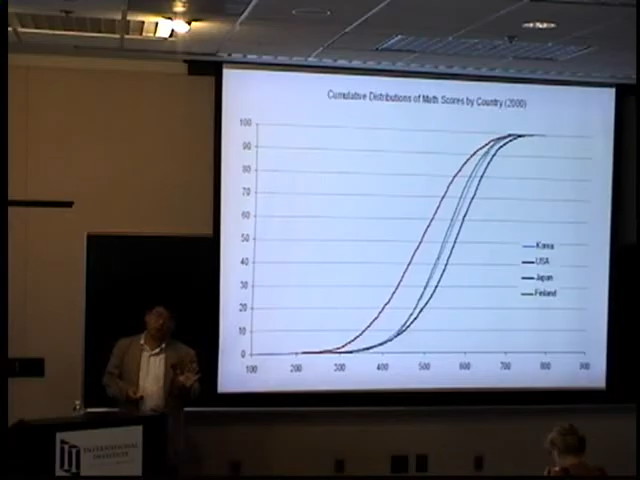 Cumulative Distributions of Math Scores by Country (2000)
100
90
80
70
60
50
40
30
20
10
0
100 200 300 400 500 600 700 800 900
Korea
USA
Japan
Finland
INTERNATIONAL
INSTITUTE